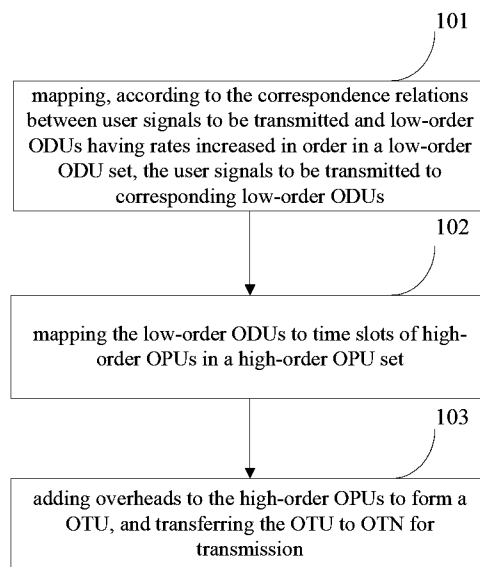 101
mapping, according to the correspondence relations
between user signals to be transmitted and low-order
ODUs having rates increased in order in a low-order
ODU set, the user signals to be transmitted to
corresponding low-order ODUs
102
mapping the low-order ODUs to time slots of high-
order OPUs in a high-order OPU set
103
adding overheads to the high-order OPUs to form a
OTU, and transferring the OTU to OTN for
transmission